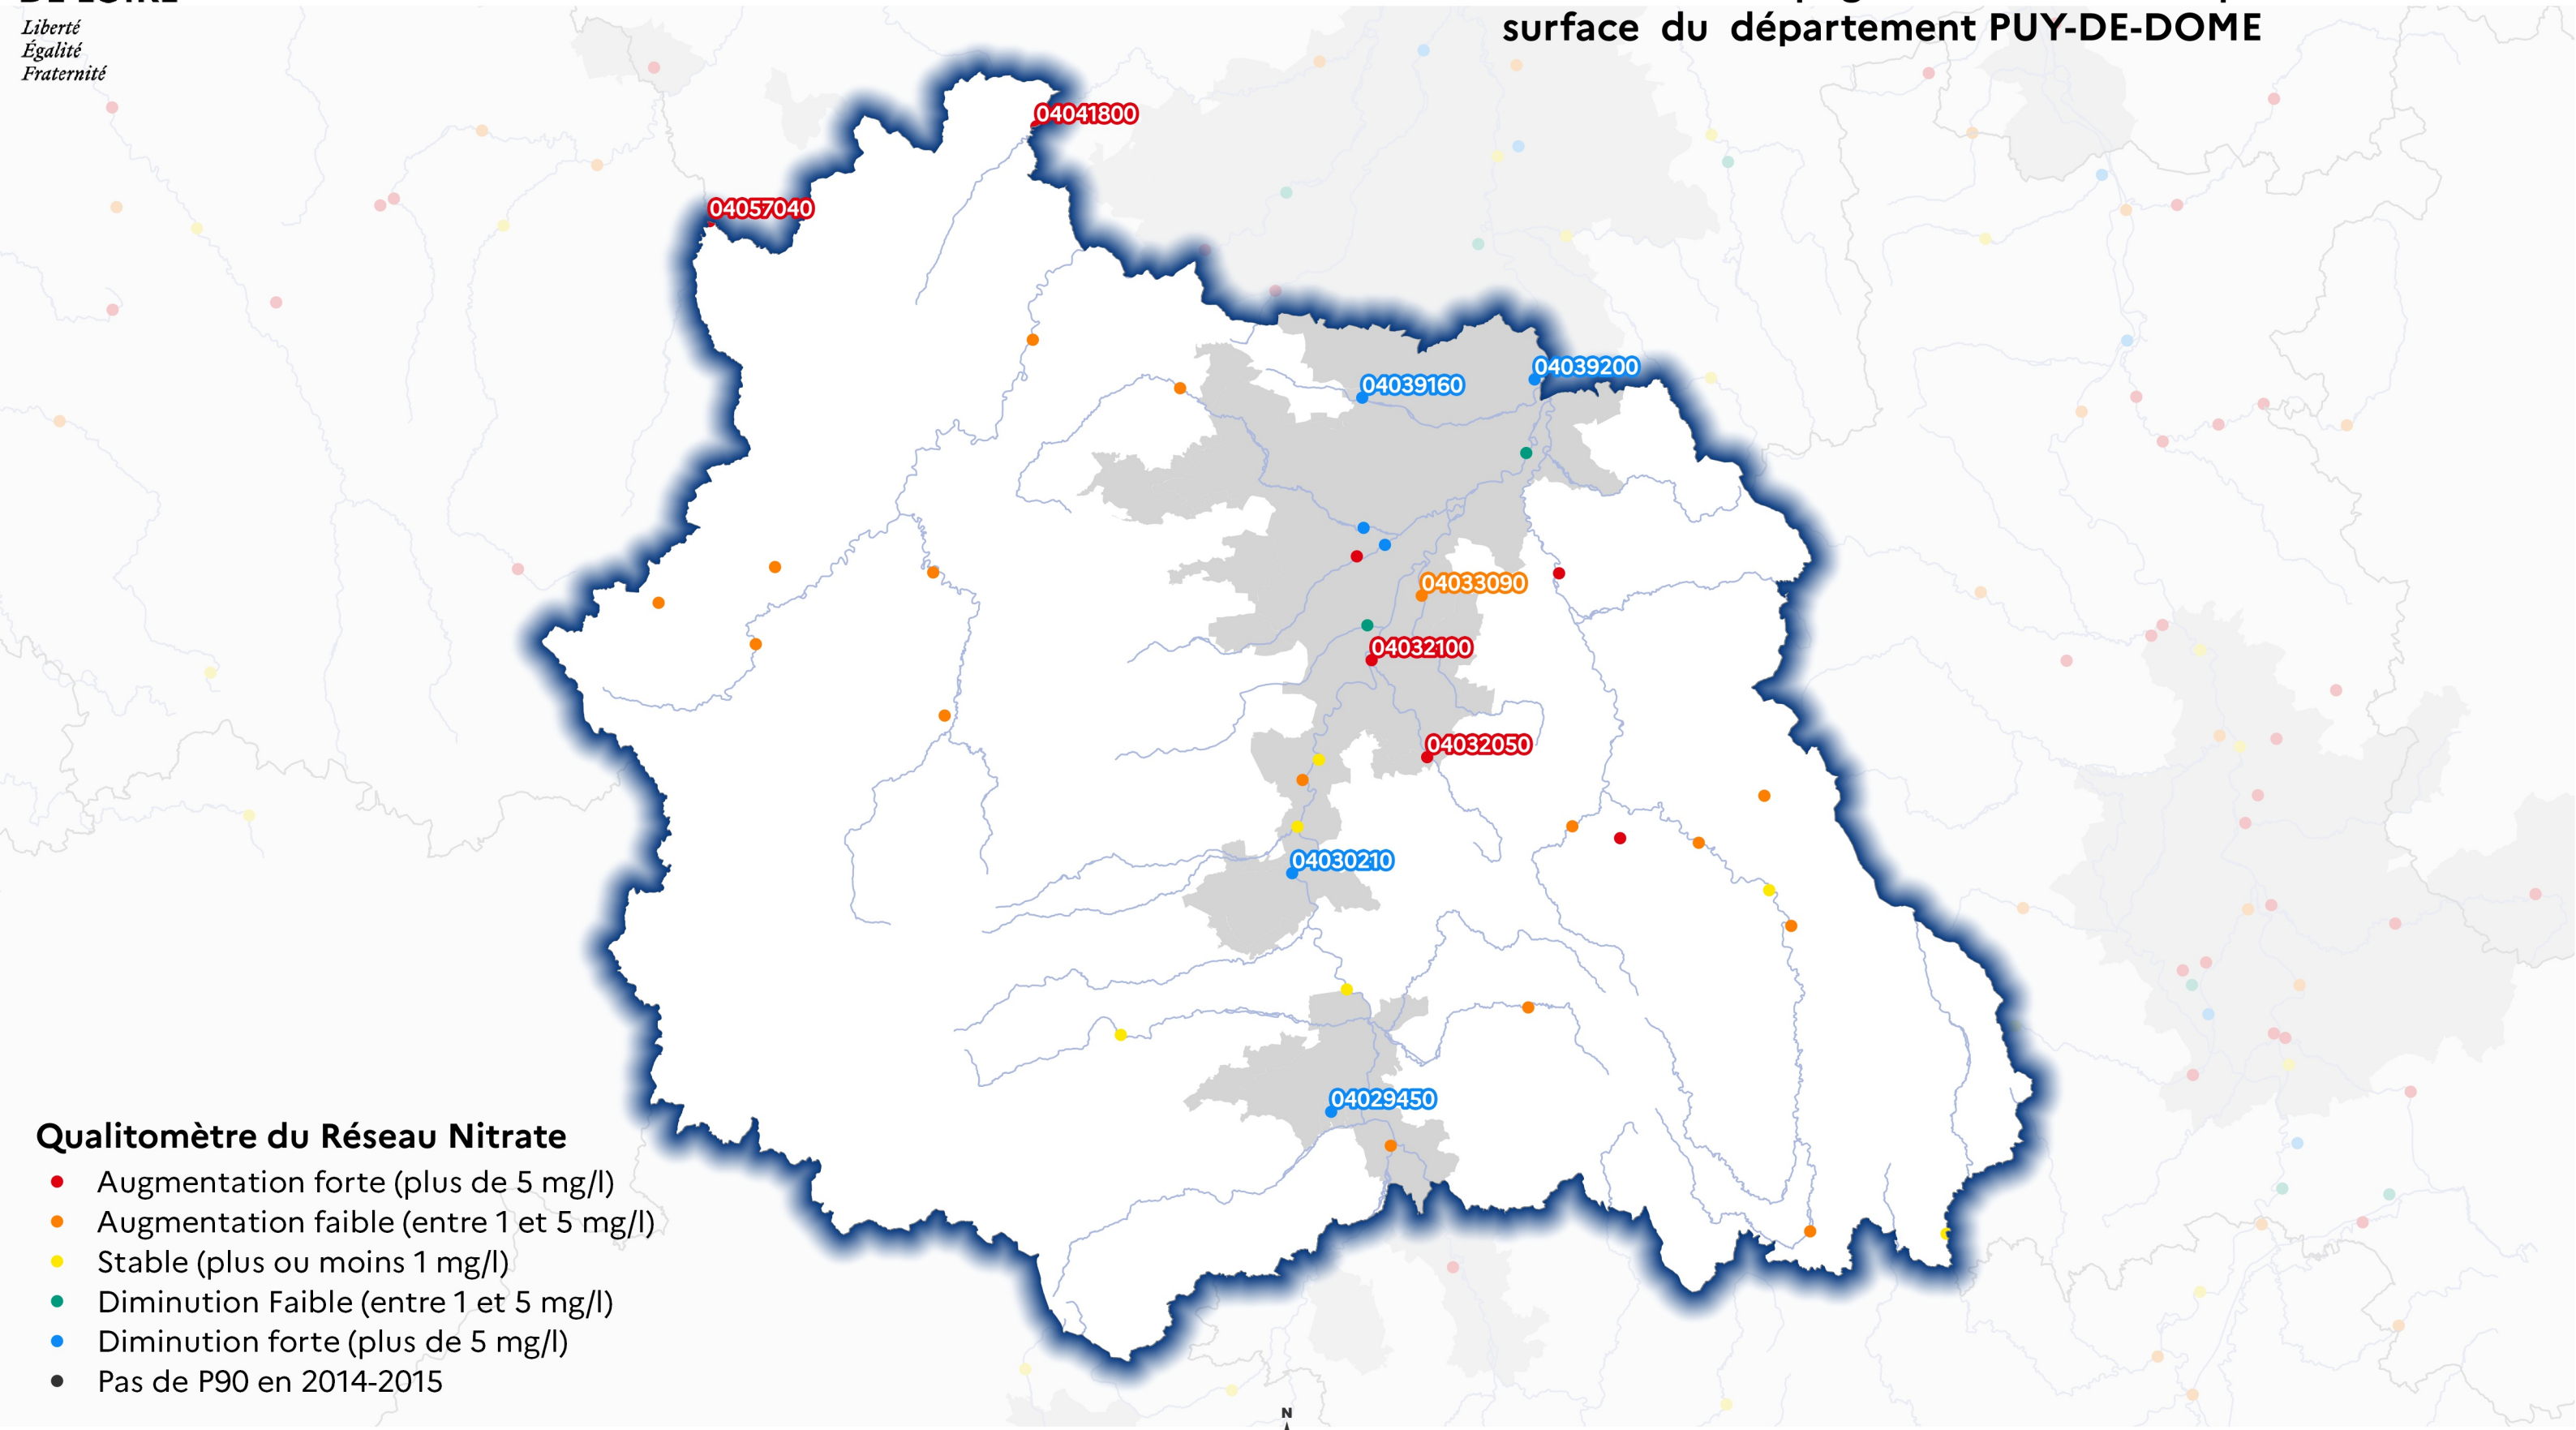 DE LOIRE
Liberté
Égalité
Fraternité
surface du département PUY-DE-DOME
04041800
04057040
04039200
04039160
04033090
04032100
04032050
04030210
04029450
Qualitomètre du Réseau Nitrate
Augmentation forte (plus de 5 mg/l)
Augmentation faible (entre 1 et 5 mg/l)
Stable (plus ou moins 1 mg/l)
Diminution Faible (entre 1 et 5 mg/l)
Diminution forte (plus de 5 mg/l)
Pas de P90 en 2014-2015
N